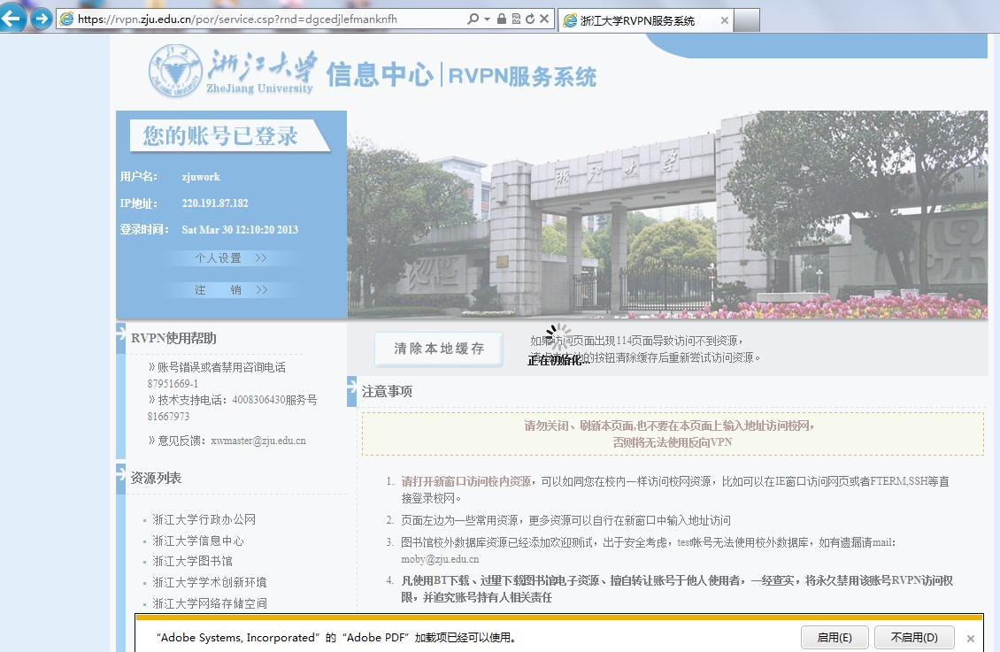 https://rvpn.zju.edu.cn/por/service.csp?rnd=dgcedjlefmanknfh
浙江大学RVPN服务系统
浙江大学
ZheJiang University
信息中心
RVPN服务系统
您的账号已登录
用户名: zjuwork
IP地址: 220.191.87.182
登录时间: Sat Mar 30 12:10:20 2013
个人设置 >>
注 销 >>
浙江大学
RVPN使用帮助
》账号错误或者禁用咨询电话
87951669-1
》技术支持电话：4008306430服务号
81667973
》意见反馈：xwmaster@zju.edu.cn
资源列表
浙江大学行政办公网
浙江大学信息中心
浙江大学图书馆
浙江大学学术创新环境
浙江大学网络存储空间
清除本地缓存
如果访问页面出现114页面导致访问不到资源，
的按钮清除缓存后重新尝试访问资源。
正在初始化...
注意事项
请勿关闭、刷新本页面,也不要在本页面上输入地址访问校网，
否则将无法使用反向VPN
1. 请打开新窗口访问校内资源，可以如同您在校内一样访问校网资源，比如可以在IE窗口访问网页或者FTERM,SSH等直
接登录校网。
2. 页面左边为一些常用资源，更多资源可以自行在新窗口中输入地址访问
3. 图书馆校外数据库资源已经添加欢迎测试，出于安全考虑，test帐号无法使用校外数据库，如有遗漏请mail：
moby@zju.edu.cn
4. 凡使用BT下载、过量下载图书馆电子资源、擅自转让账号于他人使用者，一经查实，将永久禁用该账号RVPN访问权
限，并追究账号持有人相关责任
“Adobe Systems, Incorporated”的“Adobe PDF”加载项已经可以使用。
启用(E)
不启用(D)